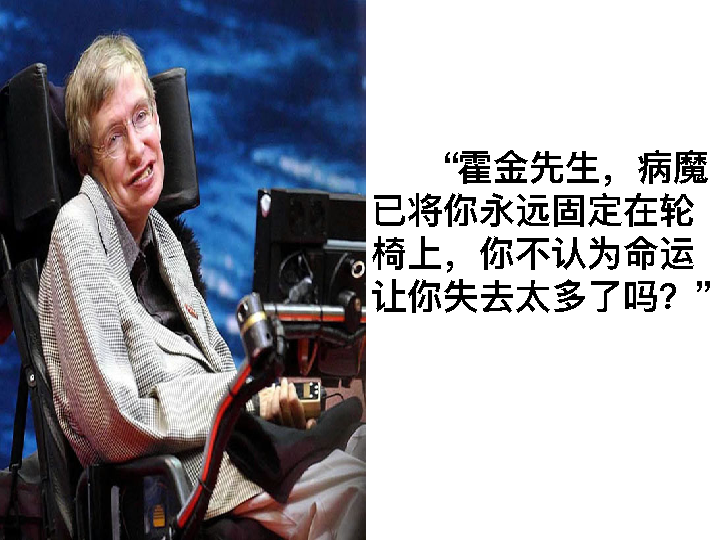 “霍金先生，病魔
已将你永远固定在轮
椅上，你不认为命运
让你失去太多了吗？”